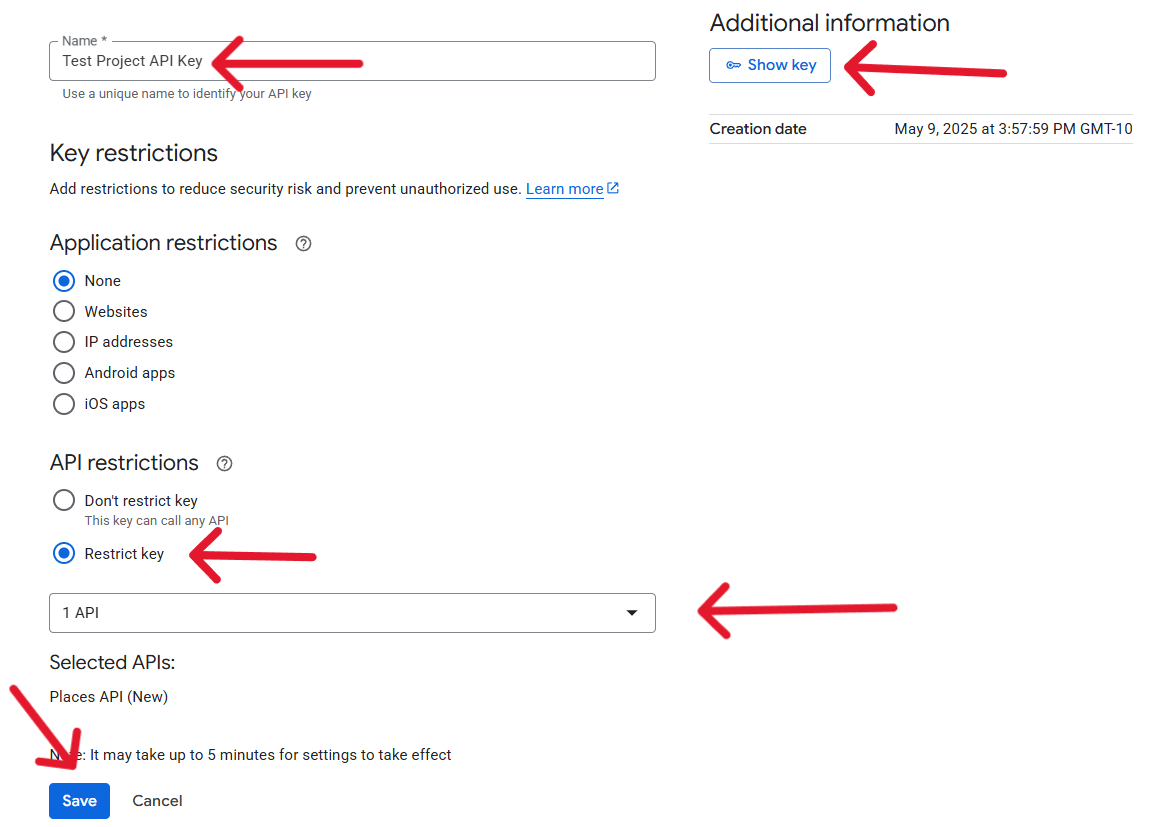 Name *
Test Project API Key
Use a unique name to identify your API key
Key restrictions
Add restrictions to reduce security risk and prevent unauthorized use. Learn more
Application restrictions
None
Websites
IP addresses
Android apps
iOS apps
API restrictions
Don't restrict key
This key can call any API
Restrict key
1 API
Selected APIs:
Places API (New)
Note: It may take up to 5 minutes for settings to take effect
Save Cancel
Additional information
Show key
Creation date May 9, 2025 at 3:57:59 PM GMT-10